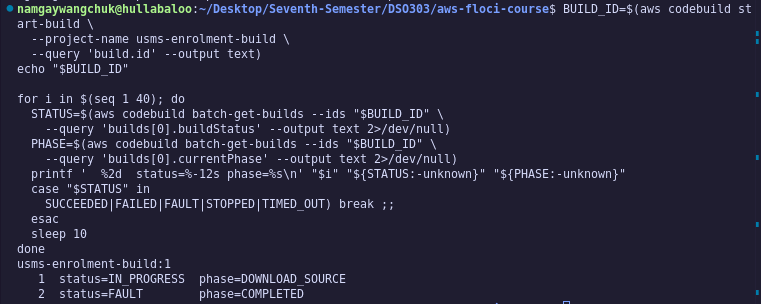 namgaywangchuk@hullabaloo:~/Desktop/Seventh-Semester/DSO303/aws-floci-course$ BUILD_ID=$(aws codebuild st
art-build \
  --project-name usms-enrolment-build \
  --query 'build.id' --output text)
echo "$BUILD_ID"

for i in $(seq 1 40); do
  STATUS=$(aws codebuild batch-get-builds --ids "$BUILD_ID" \
    --query 'builds[0].buildStatus' --output text 2>/dev/null)
  PHASE=$(aws codebuild batch-get-builds --ids "$BUILD_ID" \
    --query 'builds[0].currentPhase' --output text 2>/dev/null)
  printf '  %2d  status=%-12s phase=%s\n' "$i" "${STATUS:-unknown}" "${PHASE:-unknown}"
  case "$STATUS" in
    SUCCEEDED|FAILED|FAULT|STOPPED|TIMED_OUT) break ;;
  esac
  sleep 10
done
usms-enrolment-build:1
   1  status=IN_PROGRESS  phase=DOWNLOAD_SOURCE
   2  status=FAULT        phase=COMPLETED